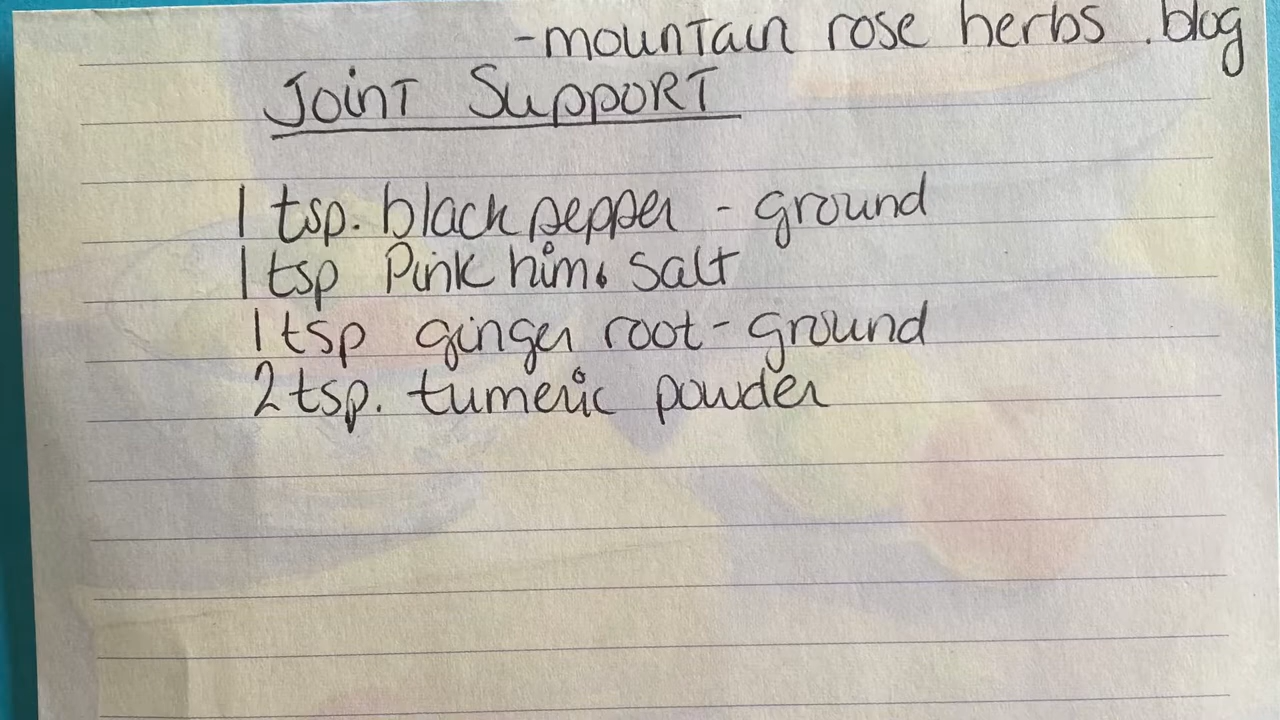 -mountain rose herbs .blog
Joint Support
1 tsp. black pepper - ground
1 tsp Pink him. Salt
1 tsp ginger root - ground
2 tsp. tumeric powder